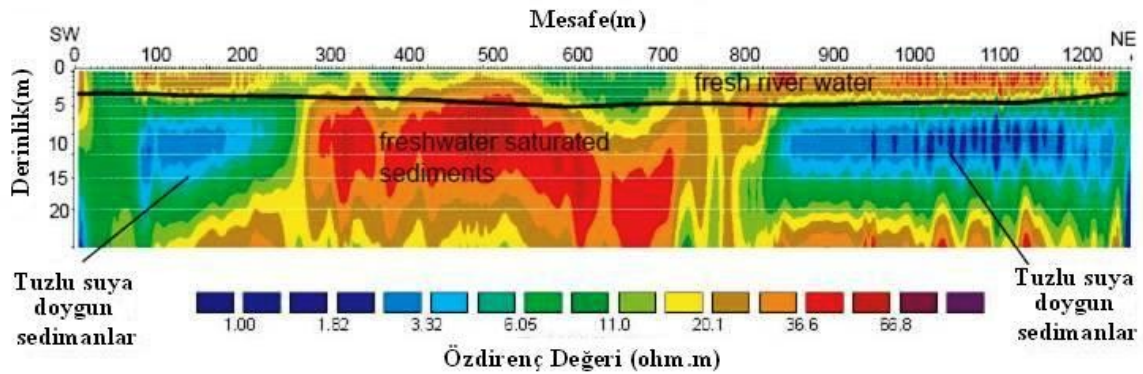 Mesafe(m)
SW
NE
0 100 200 300 400 500 600 700 800 900 1000 1100 1200
Derinlik(m)
0
5
10
15
20
fresh river water
freshwater saturated
sediments
Tuzlu suya
doygun
sedimanlar
Tuzlu suya
doygun
sedimanlar
1.00 1.82 3.32 6.05 11.0 20.1 36.6 66.8
Özdirenç Değeri (ohm.m)